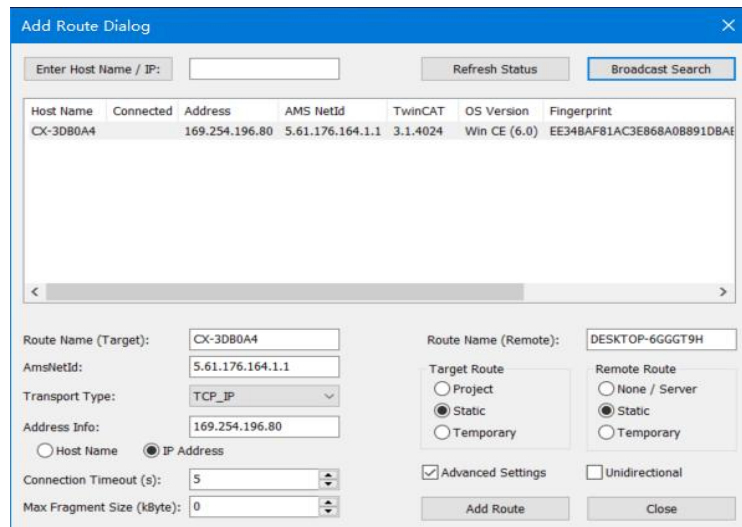 Add Route Dialog
Enter Host Name / IP: Refresh Status Broadcast Search
Host Name Connected Address AMS NetId TwinCAT OS Version Fingerprint
CX-3DB0A4 169.254.196.80 5.61.176.164.1.1 3.1.4024 Win CE (6.0) EE34BAF81AC3E868A0B891DBAE
Route Name (Target): CX-3DB0A4 Route Name (Remote): DESKTOP-6GGGT9H
AmsNetId: 5.61.176.164.1.1 Target Route Remote Route
Project None / Server
Transport Type: TCP_IP Static Static
Address Info: 169.254.196.80 Temporary Temporary
Host Name IP Address
Connection Timeout (s): 5 Advanced Settings Unidirectional
Max Fragment Size (kByte): 0 Add Route Close